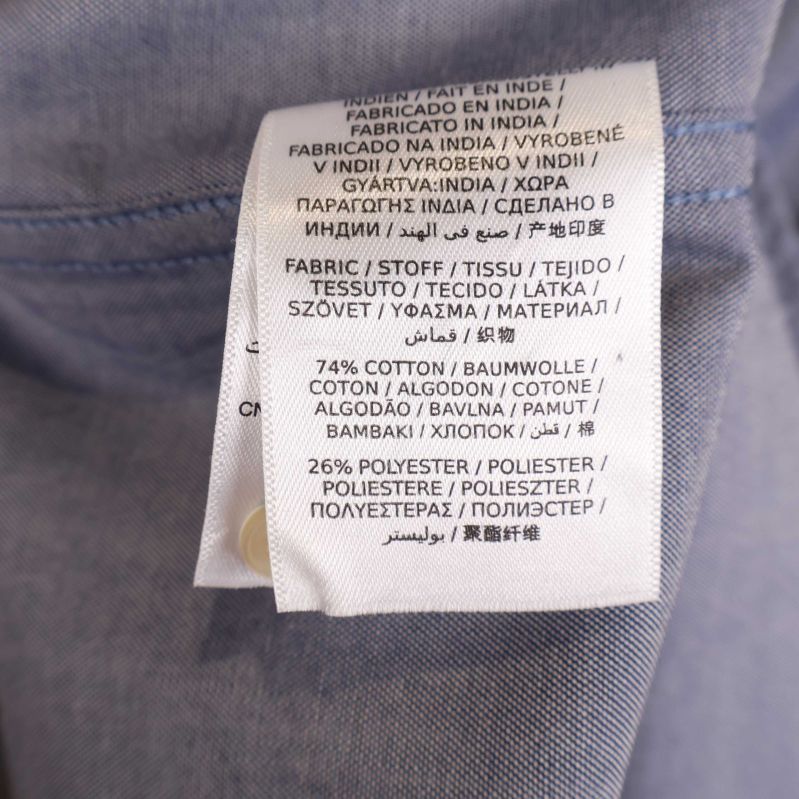 INDIEN / FAIT EN INDE /
FABRICADO EN INDIA /
FABRICATO IN INDIA /
FABRICADO NA INDIA / VYROBENÉ
V INDII / VYROBENO V INDII /
GYÁRTVA:INDIA / ΧΩΡΑ
ΠΑΡΑΓΩΓΗΣ ΙΝΔΙΑ / СДЕЛАНО В
ИНДИИ / صنع فى الهند / 产地印度
FABRIC / STOFF / TISSU / TEJIDO /
TESSUTO / TECIDO / LÁTKA /
SZÖVET / ΥΦΑΣΜΑ / МАТЕРИАЛ /
قماش / 织物
74% COTTON / BAUMWOLLE /
COTON / ALGODON / COTONE /
ALGODÃO / BAVLNA / PAMUT /
BAMBAKI / ХЛОПОК / قطن / 棉
26% POLYESTER / POLIESTER /
POLIESTERE / POLIESZTER /
ΠΟΛΥΕΣΤΕΡΑΣ / ПОЛИЭСТЕР /
بوليستر / 聚酯纤维
CN